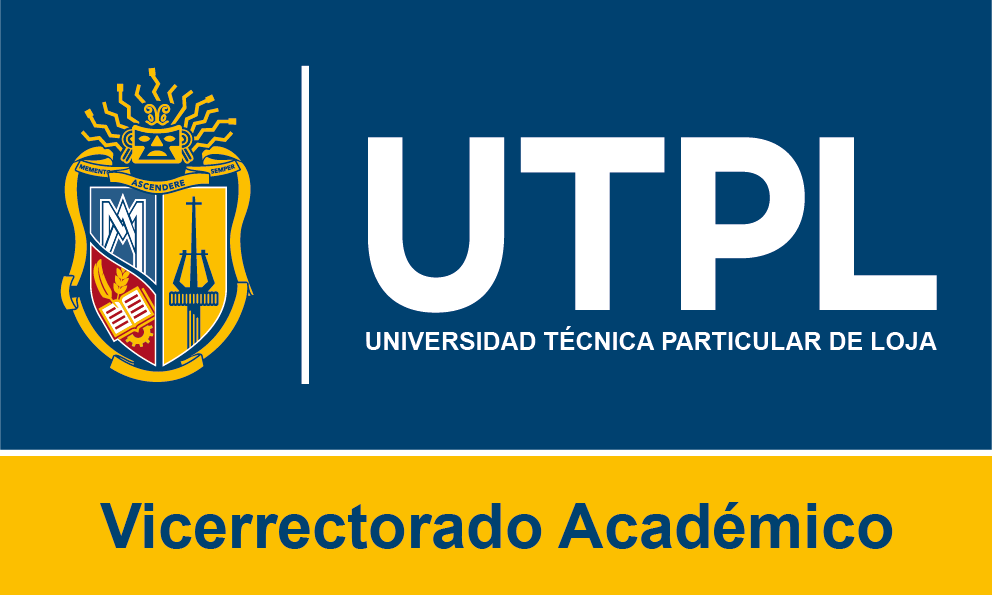 MEMENTO ASCENDERE SEMPER
UTPL
UNIVERSIDAD TÉCNICA PARTICULAR DE LOJA
Vicerrectorado Académico